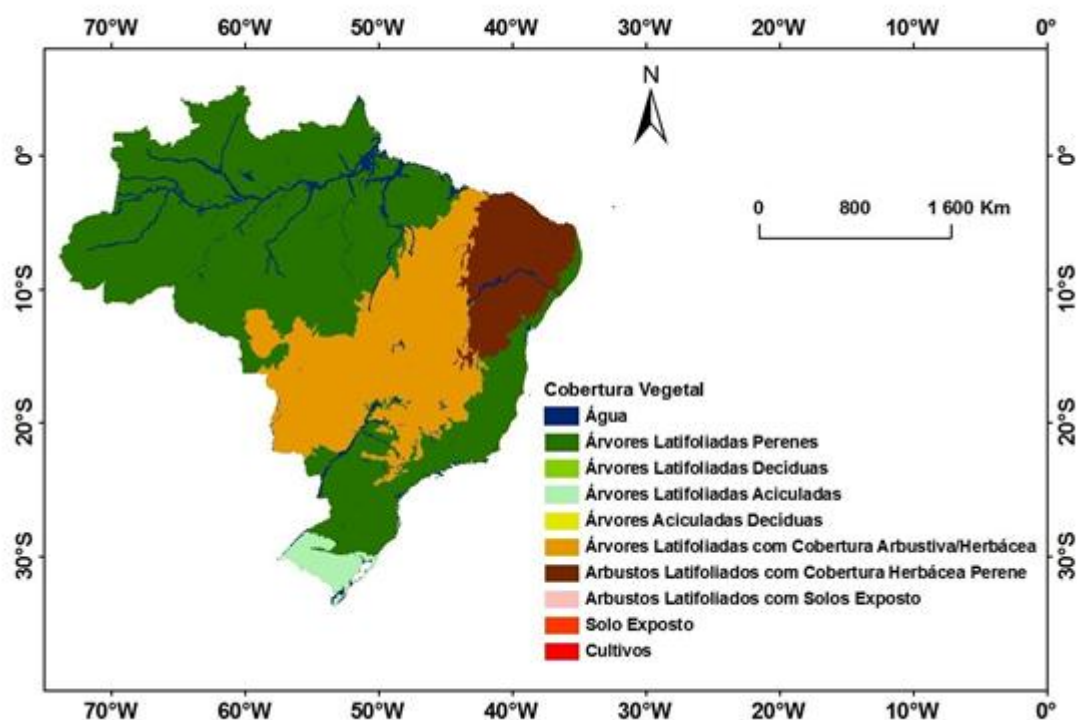 70°W 60°W 50°W 40°W 30°W 20°W 10°W 0°
N
0° 0°
0 800 1 600 Km
10°S 10°S
Cobertura Vegetal
Água
20°S 20°S
Árvores Latifoliadas Perenes
Árvores Latifoliadas Decíduas
Árvores Latifoliadas Aciculadas
Árvores Aciculadas Decíduas
Árvores Latifoliadas com Cobertura Arbustiva/Herbácea
30°S 30°S
Arbustos Latifoliados com Cobertura Herbácea Perene
Arbustos Latifoliados com Solos Exposto
Solo Exposto
Cultivos
70°W 60°W 50°W 40°W 30°W 20°W 10°W 0°